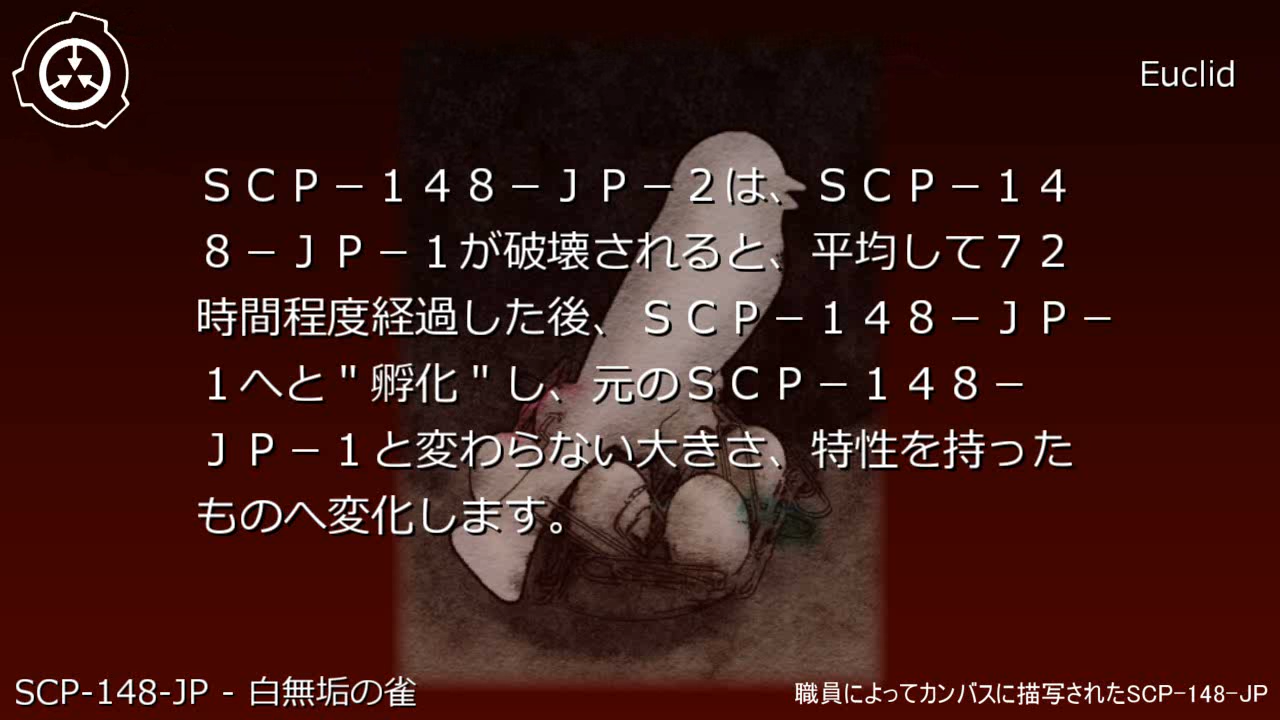 Euclid
ＳＣＰ－１４８－ＪＰ－２は、ＳＣＰ－１４
８－ＪＰ－１が破壊されると、平均して７２
時間程度経過した後、ＳＣＰ－１４８－ＪＰ－
１へと"孵化"し、元のＳＣＰ－１４８－
ＪＰ－１と変わらない大きさ、特性を持った
ものへ変化します。
SCP-148-JP - 白無垢の雀
職員によってカンバスに描写されたSCP-148-JP